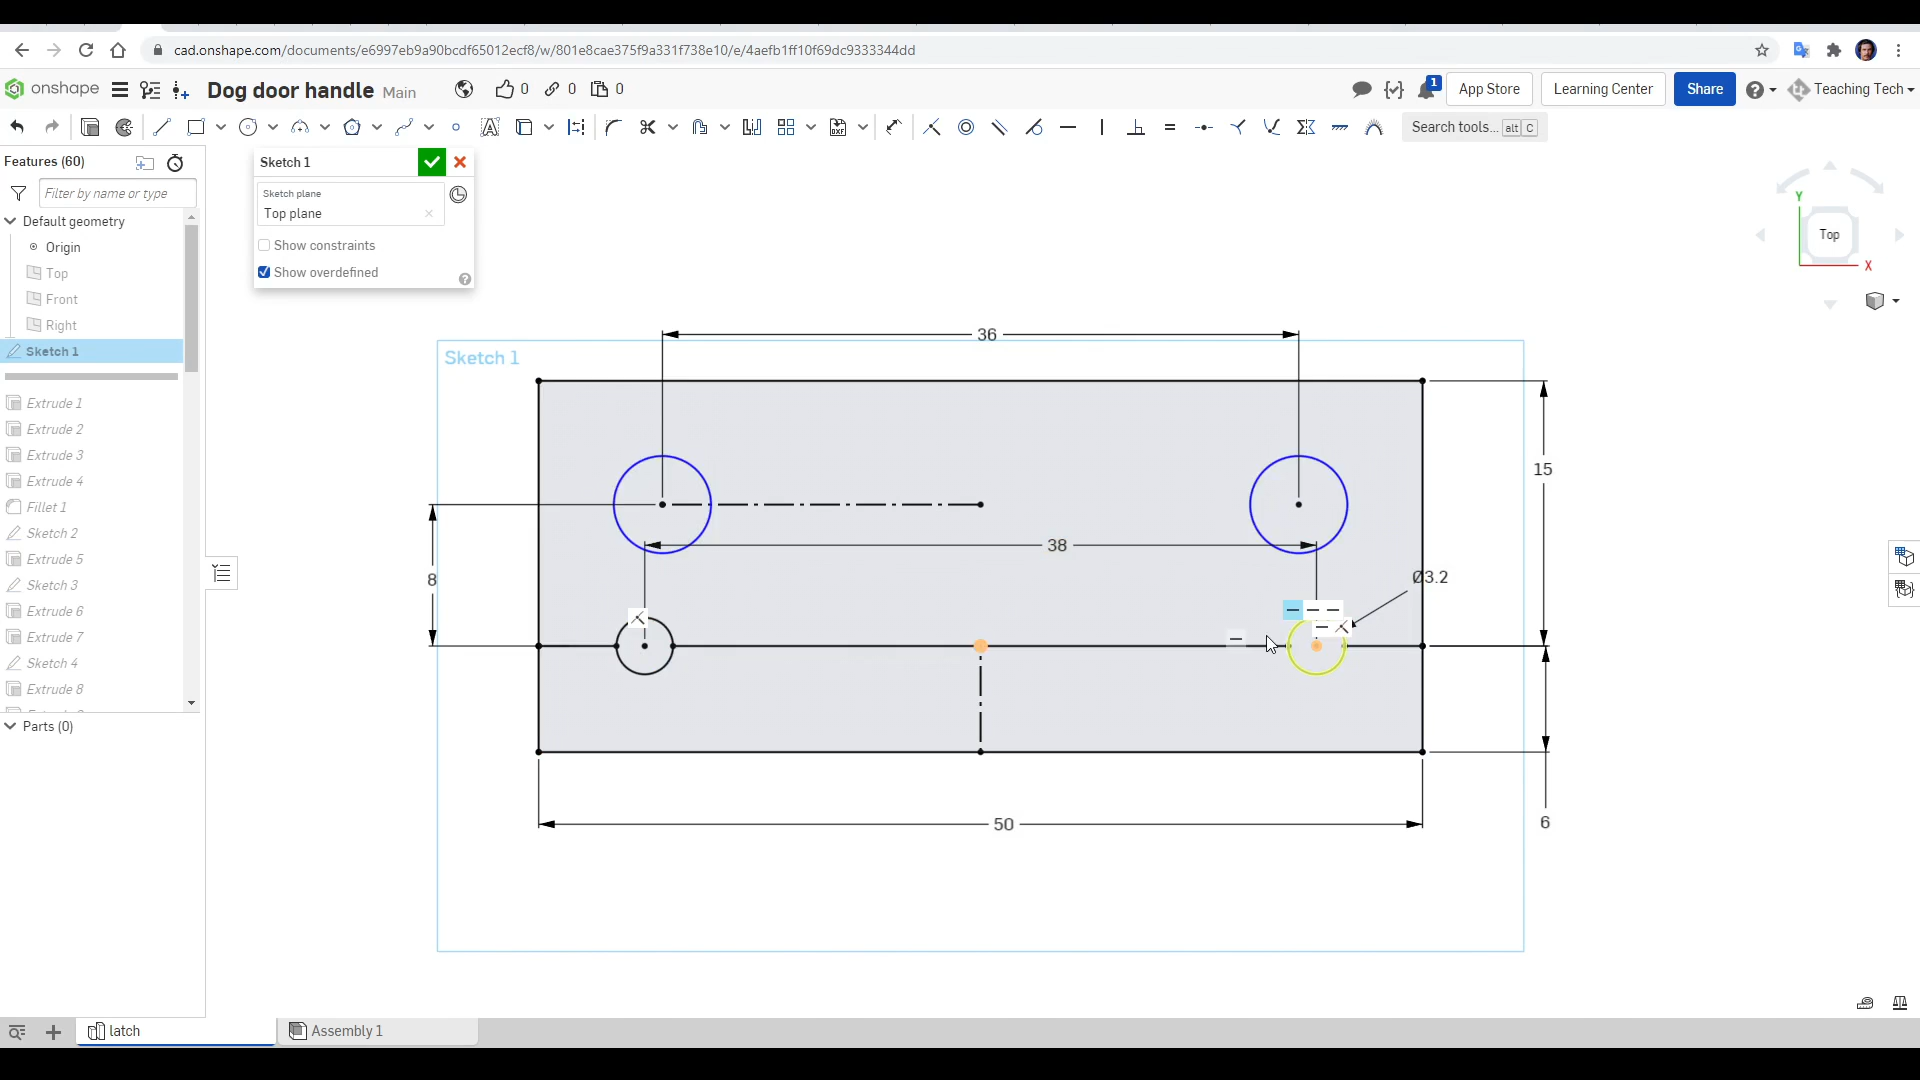 cad.onshape.com/documents/e6997eb9a90bcdf65012ecf8/w/801e8cae375f9a331f738e10/e/4aefb1ff10f69dc9333344dd
onshape Dog door handle Main 0 0 0 1 App Store Learning Center Share Teaching Tech
Search tools... alt C
Features (60)
Filter by name or type
Default geometry
Origin
Top
Front
Right
Sketch 1
Extrude 1
Extrude 2
Extrude 3
Extrude 4
Fillet 1
Sketch 2
Extrude 5
Sketch 3
Extrude 6
Extrude 7
Sketch 4
Extrude 8
Parts (0)
Sketch 1
Sketch plane
Top plane
Show constraints
Show overdefined
Sketch 1
36
15
38
8
Ø3.2
50
6
Y
Top
X
latch
Assembly 1